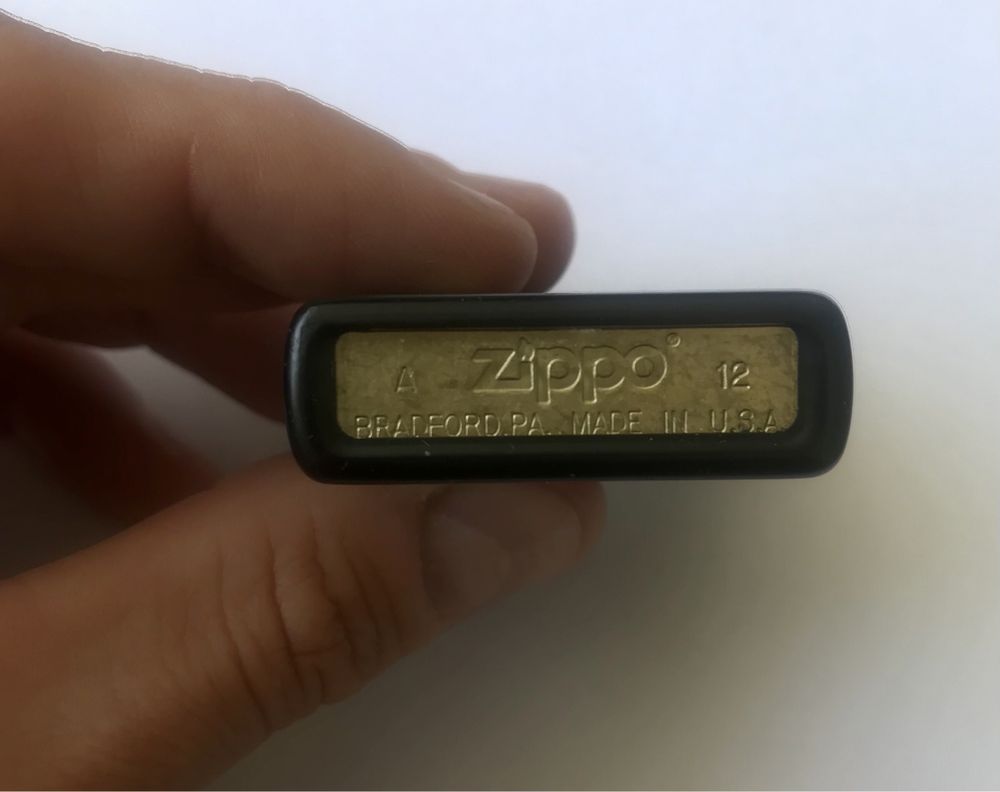 A Zippo® 12
BRADFORD, PA. MADE IN U.S.A